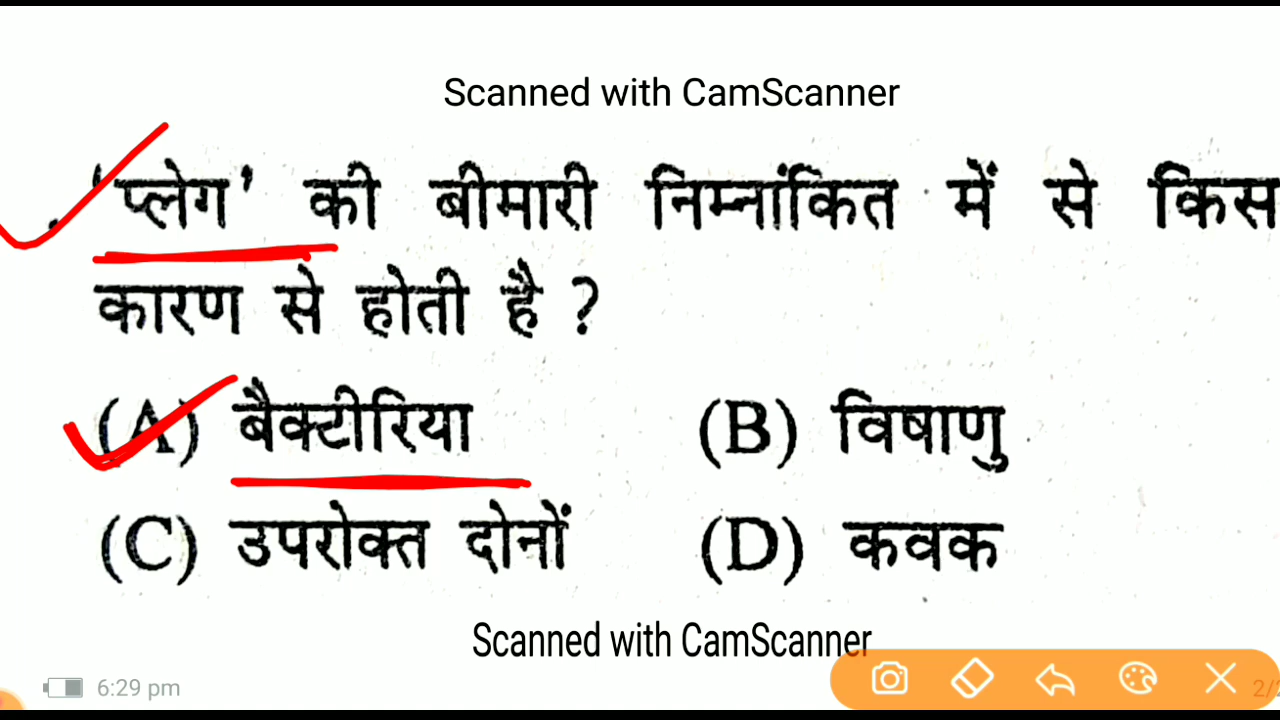 Scanned with CamScanner
'प्लेग' की बीमारी निम्नांकित में से किस
कारण से होती है ?
(A) बैक्टीरिया (B) विषाणु
(C) उपरोक्त दोनों (D) कवक
Scanned with CamScanner
6:29 pm